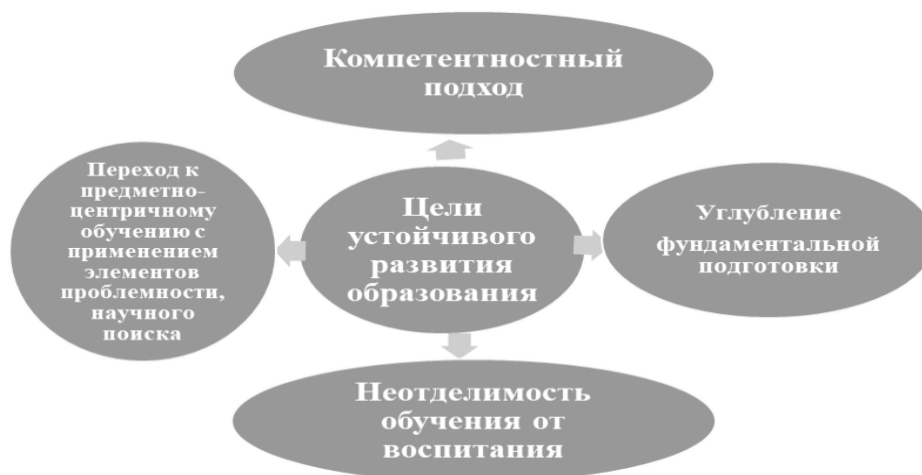 Компетентностный
подход
Переход к
предметно-
центричному
обучению с
применением
элементов
проблемности,
научного
поиска
Цели
устойчивого
развития
образования
Углубление
фундаментальной
подготовки
Неотделимость
обучения от
воспитания